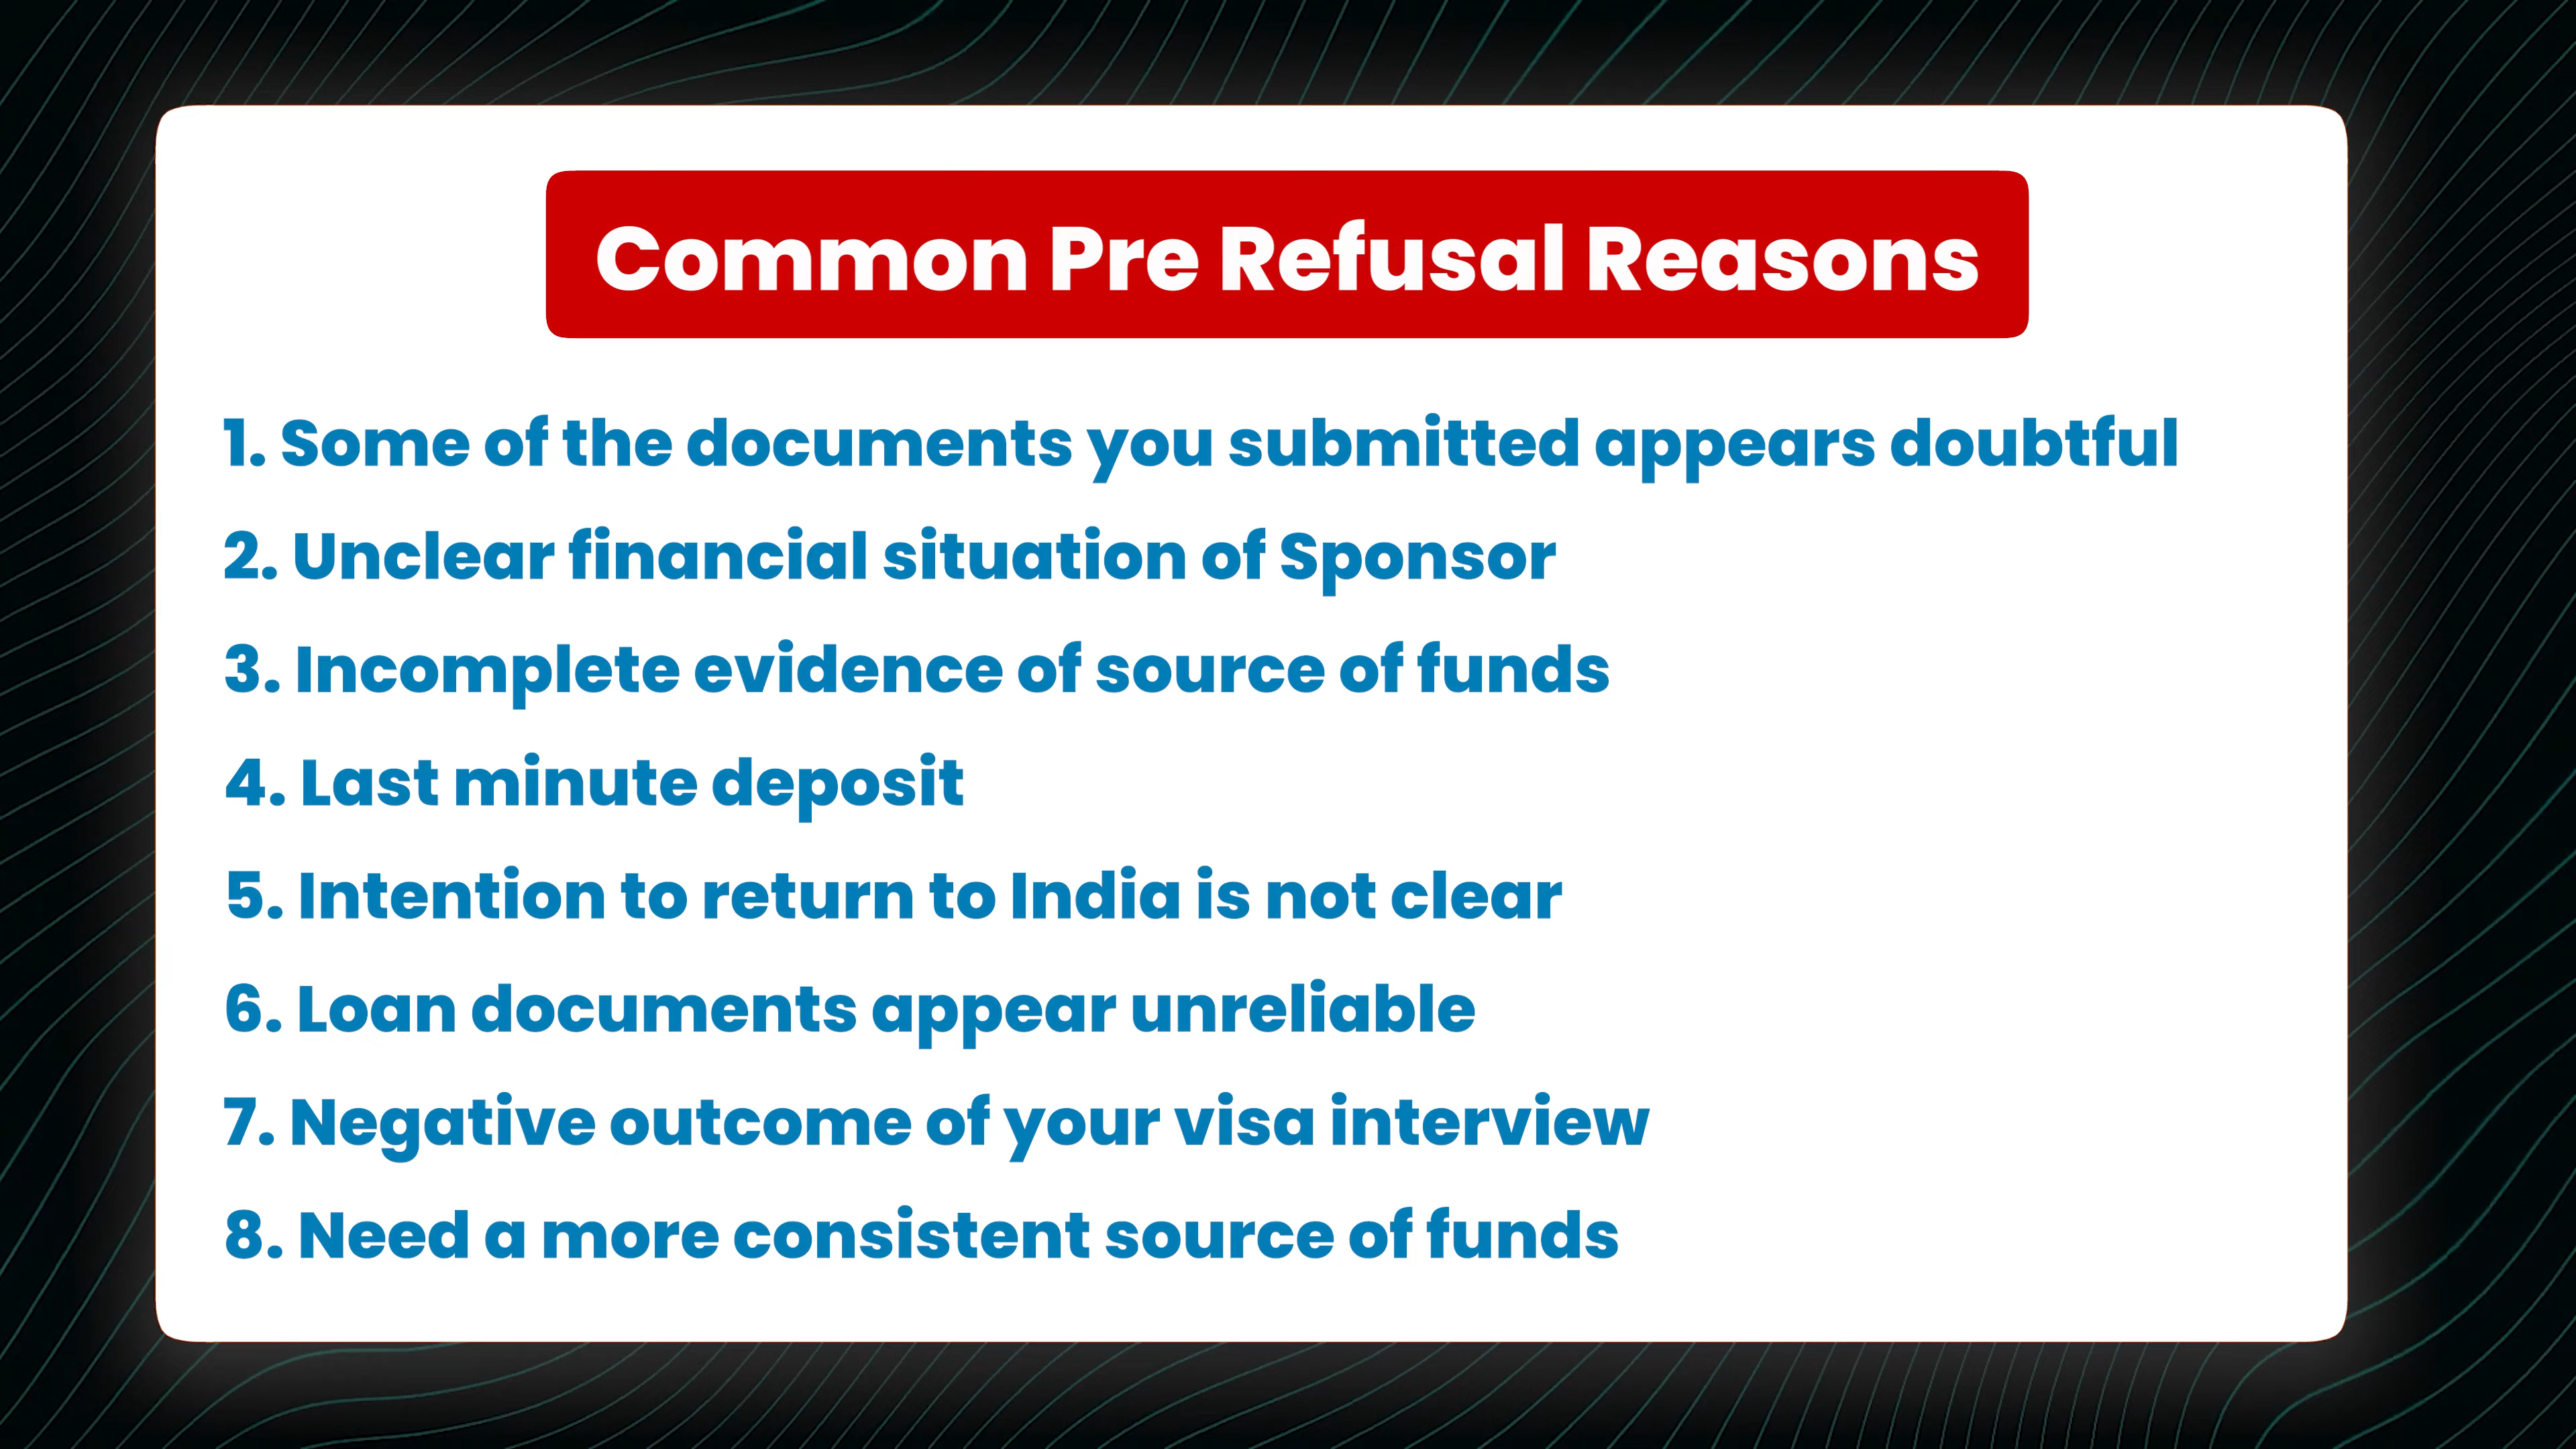 Common Pre Refusal Reasons
1. Some of the documents you submitted appears doubtful
2. Unclear financial situation of Sponsor
3. Incomplete evidence of source of funds
4. Last minute deposit
5. Intention to return to India is not clear
6. Loan documents appear unreliable
7. Negative outcome of your visa interview
8. Need a more consistent source of funds